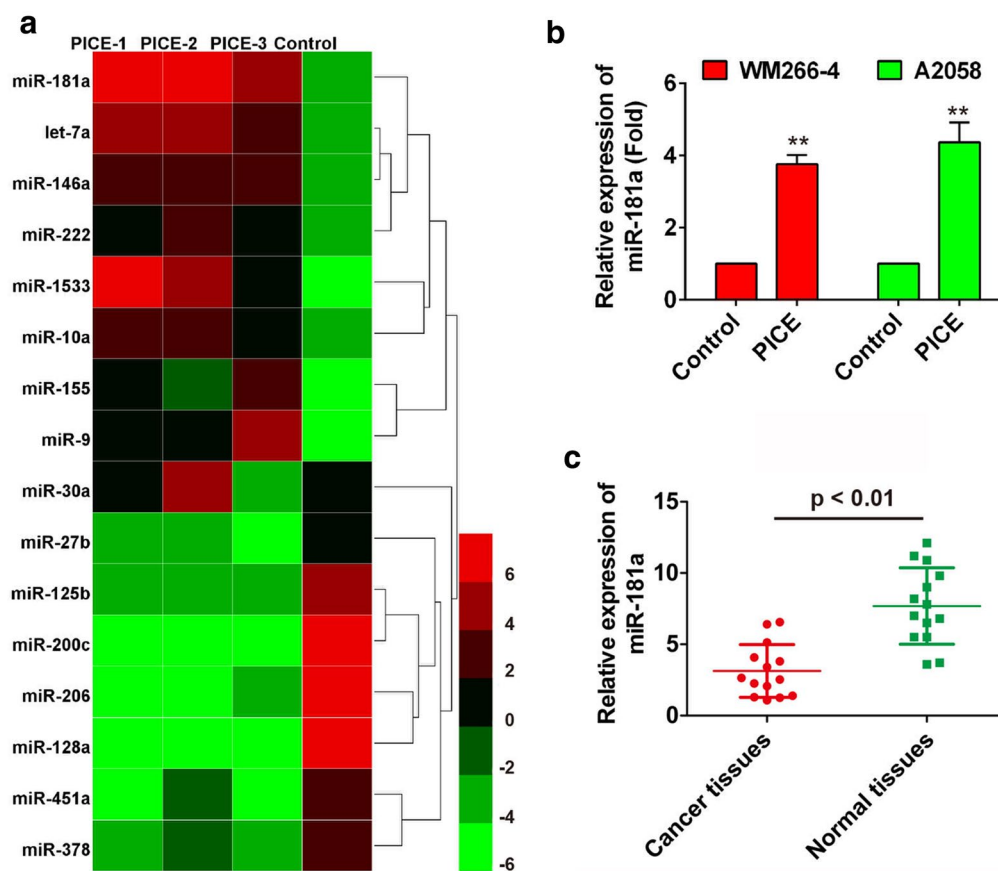 a
PICE-1 PICE-2 PICE-3 Control
miR-181a
let-7a
miR-146a
miR-222
miR-1533
miR-10a
miR-155
miR-9
miR-30a
miR-27b
miR-125b
miR-200c
miR-206
miR-128a
miR-451a
miR-378
6
4
2
0
-2
-4
-6
b
WM266-4 A2058
Relative expression of
miR-181a (Fold)
6
4
2
0
**
**
Control PICE Control PICE
c
Relative expression of
miR-181a
15
10
5
0
p < 0.01
Cancer tissues Normal tissues